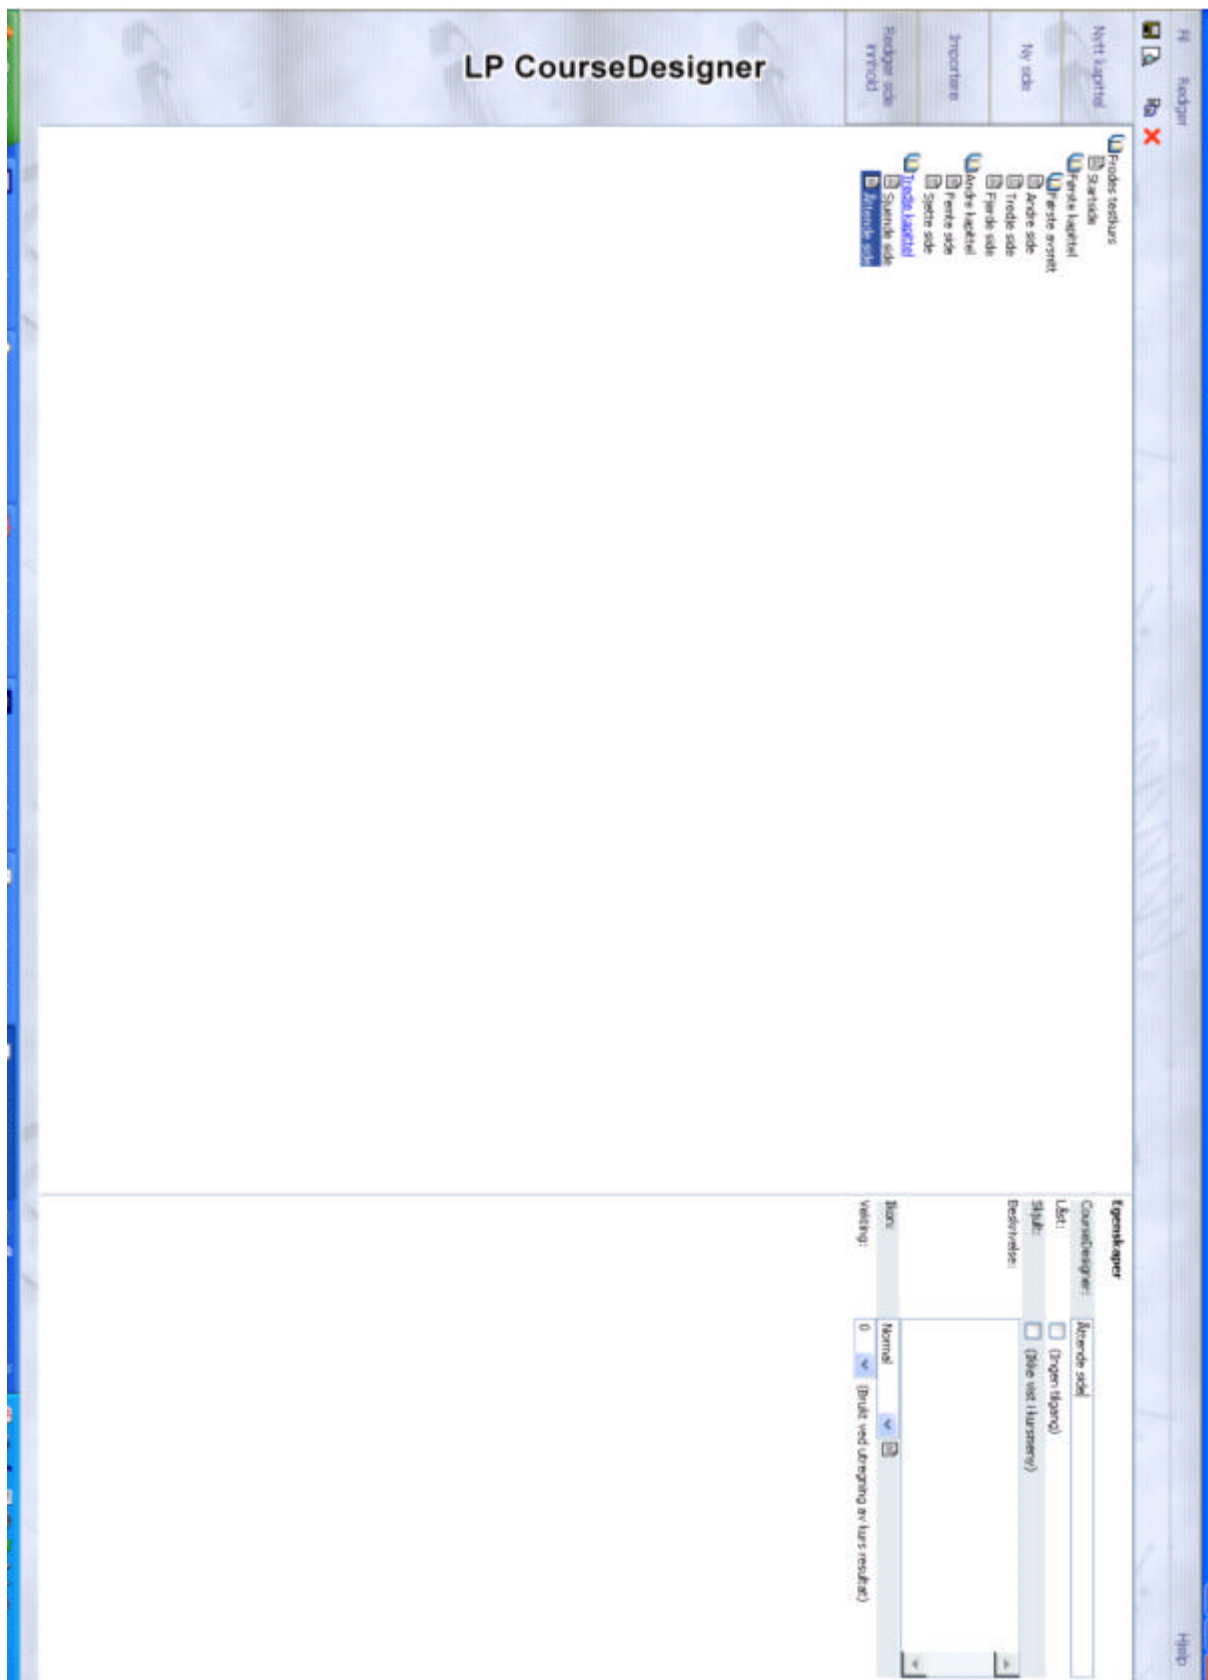 Fil Rediger Hjelp
Nytt kapittel
Ny side
Importere
Rediger side
innhold
LP CourseDesigner
Frodes testkurs
Startside
Første kapittel
Første avsnitt
Andre side
Tredje side
Fjerde side
Andre kapittel
Femte side
Sjette side
Tredje kapittel
Sjuende side
Åttende side
Egenskaper
CourseDesigner: Åttende side
Låst: (Ingen tilgang)
Skjult: (Ikke vist i kursmeny)
Beskrivelse:
Ikon: Normal
Vekting: 0 (Brukt ved utregning av kurs resultat)